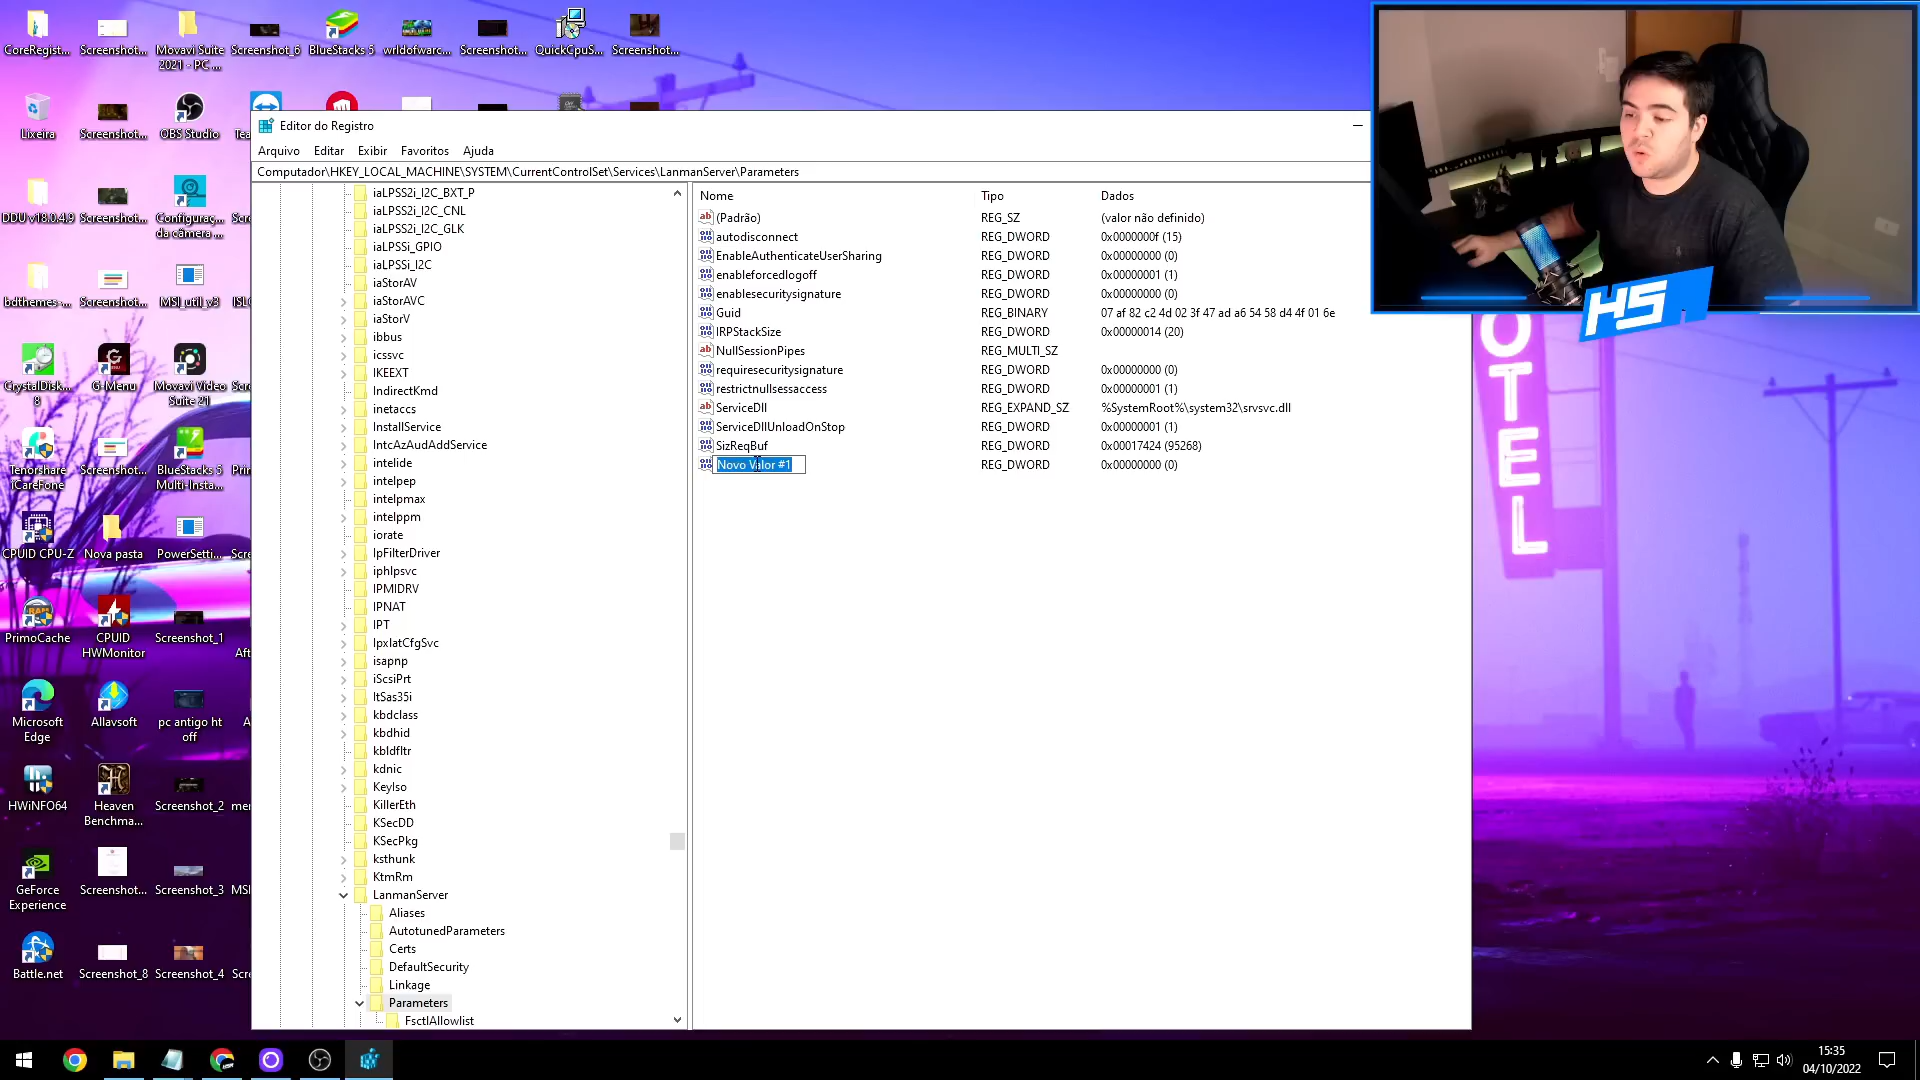 CoreRegist...
Screenshot...
Movavi Suite
2021 - PC ...
Screenshot_6
BlueStacks 5
wrldofwarc...
Screenshot...
QuickCpuS...
Screenshot...
Lixeira
Screenshot...
OBS Studio
DDU v18.0.4.9
Screenshot...
Configuraç...
da câmera ...
bdthemes-...
Screenshot...
MSI_util_v3
CrystalDisk...
8
G-Menu
Movavi Video
Suite 21
Tenorshare
iCareFone
Screenshot...
BlueStacks 5
Multi-Insta...
CPUID CPU-Z
Nova pasta
PowerSetti...
PrimoCache
CPUID
HWMonitor
Screenshot_1
Microsoft
Edge
Allavsoft
pc antigo ht
off
HWiNFO64
Heaven
Benchma...
Screenshot_2
GeForce
Experience
Screenshot...
Screenshot_3
Battle.net
Screenshot_8
Screenshot_4
Editor do Registro
Arquivo Editar Exibir Favoritos Ajuda
Computador\HKEY_LOCAL_MACHINE\SYSTEM\CurrentControlSet\Services\LanmanServer\Parameters
iaLPSS2i_I2C_BXT_P
iaLPSS2i_I2C_CNL
iaLPSS2i_I2C_GLK
iaLPSSi_GPIO
iaLPSSi_I2C
iaStorAV
iaStorAVC
iaStorV
ibbus
icssvc
IKEEXT
IndirectKmd
inetaccs
InstallService
IntcAzAudAddService
intelide
intelpep
intelpmax
intelppm
iorate
IpFilterDriver
iphlpsvc
IPMIDRV
IPNAT
IPT
IpxlatCfgSvc
isapnp
iScsiPrt
ItSas35i
kbdclass
kbdhid
kbldfltr
kdnic
KeyIso
KillerEth
KSecDD
KSecPkg
ksthunk
KtmRm
LanmanServer
Aliases
AutotunedParameters
Certs
DefaultSecurity
Linkage
Parameters
FsctlAllowlist
Nome Tipo Dados
(Padrão) REG_SZ (valor não definido)
autodisconnect REG_DWORD 0x0000000f (15)
EnableAuthenticateUserSharing REG_DWORD 0x00000000 (0)
enableforcedlogoff REG_DWORD 0x00000001 (1)
enablesecuritysignature REG_DWORD 0x00000000 (0)
Guid REG_BINARY 07 af 82 c2 4d 02 3f 47 ad a6 54 58 d4 4f 01 6e
IRPStackSize REG_DWORD 0x00000014 (20)
NullSessionPipes REG_MULTI_SZ
requiresecuritysignature REG_DWORD 0x00000000 (0)
restrictnullsessaccess REG_DWORD 0x00000001 (1)
ServiceDll REG_EXPAND_SZ %SystemRoot%\system32\srvsvc.dll
ServiceDllUnloadOnStop REG_DWORD 0x00000001 (1)
SizReqBuf REG_DWORD 0x00017424 (95268)
Novo Valor #1 REG_DWORD 0x00000000 (0)
HS
OTEL
15:35
04/10/2022